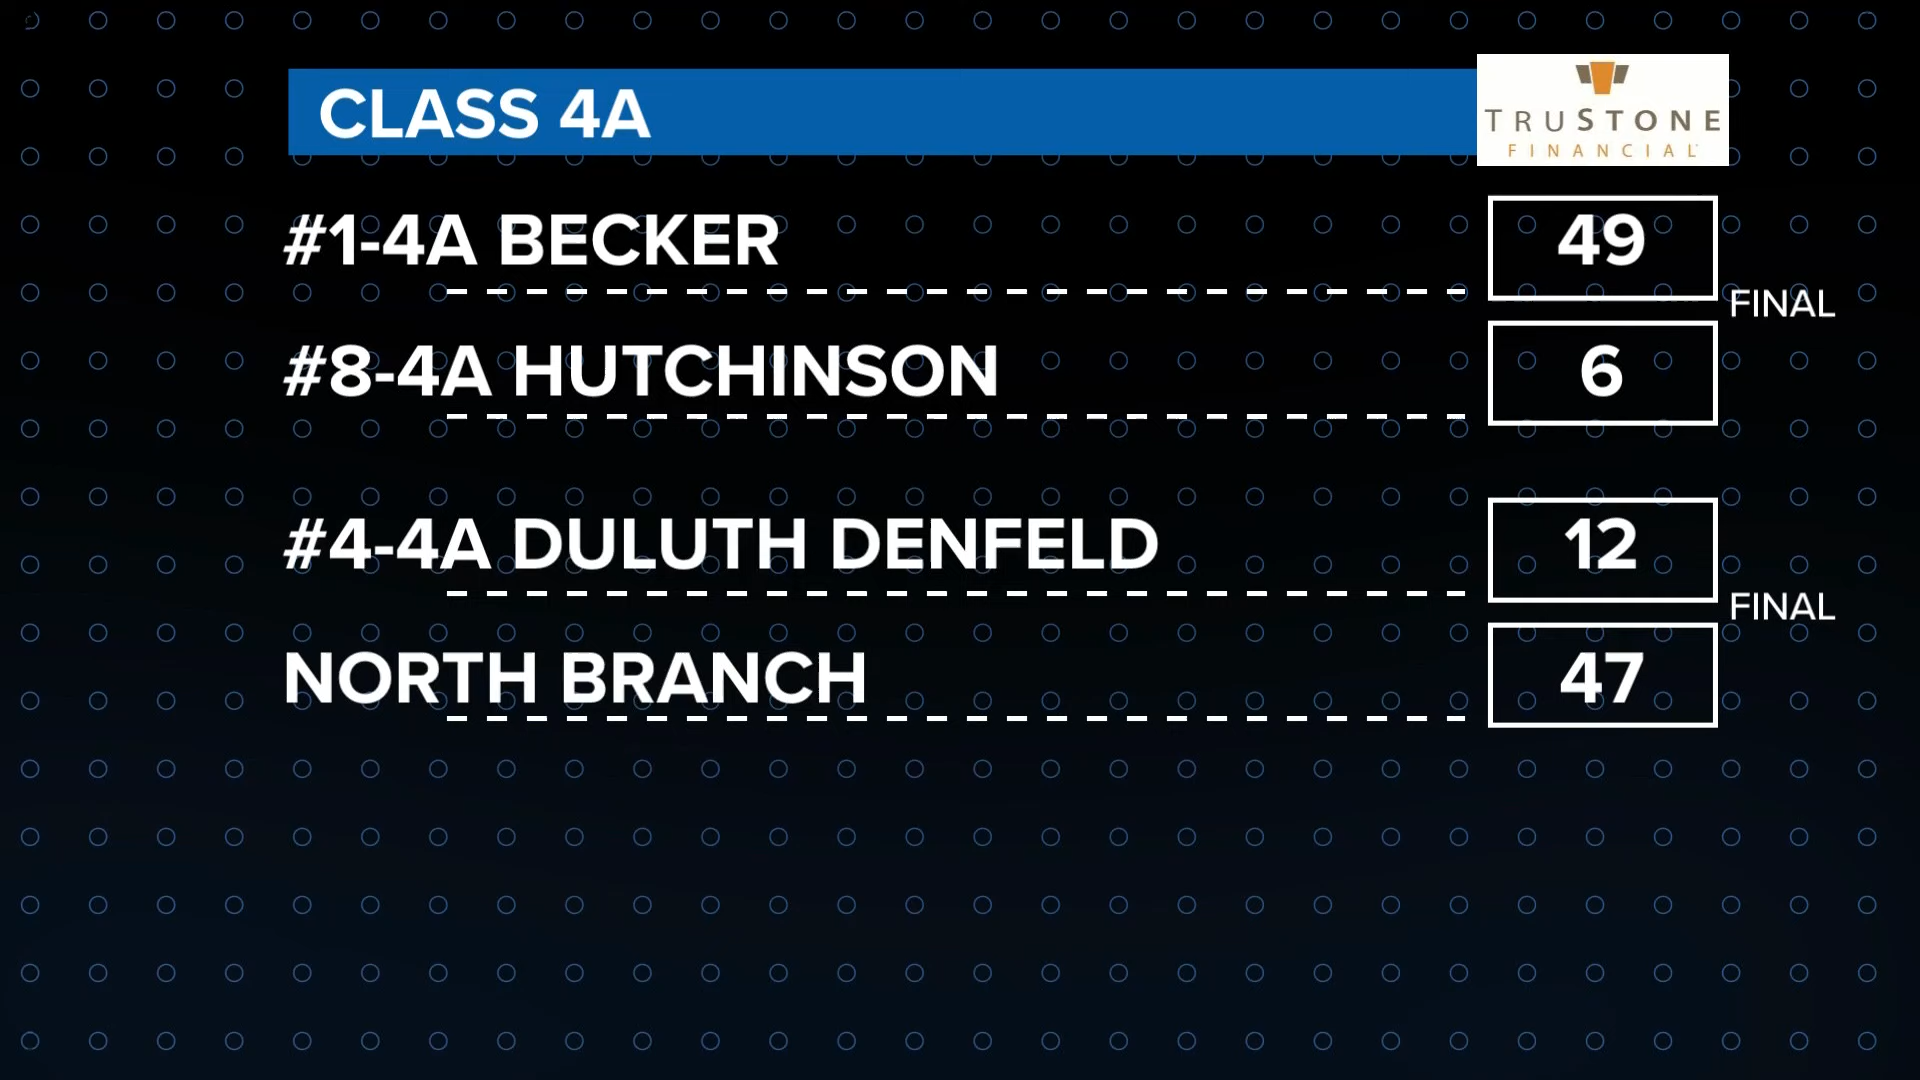 CLASS 4A
TRUSTONE
FINANCIAL
#1-4A BECKER 49
FINAL
#8-4A HUTCHINSON 6
#4-4A DULUTH DENFELD 12
FINAL
NORTH BRANCH 47